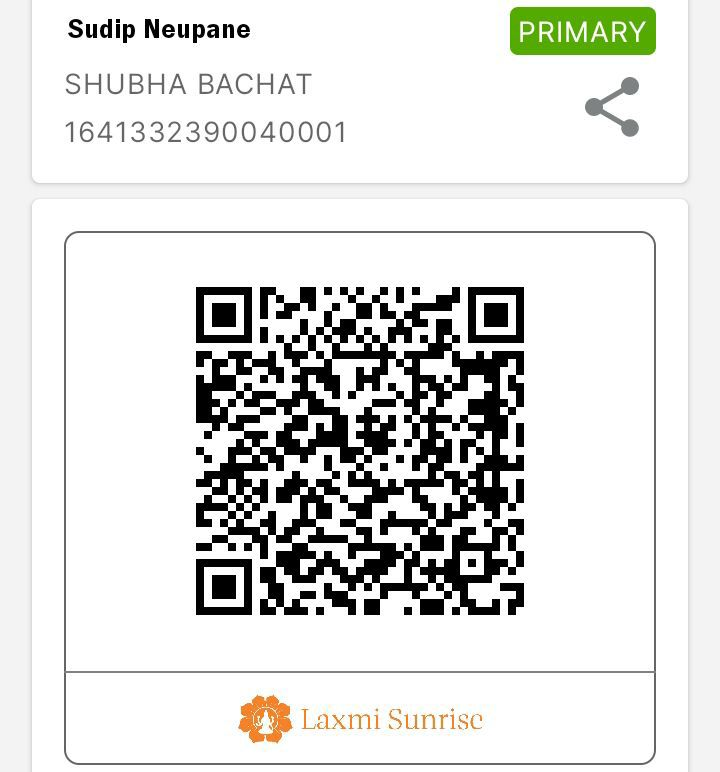 Sudip Neupane
PRIMARY
SHUBHA BACHAT
1641332390040001
Laxmi Sunrise